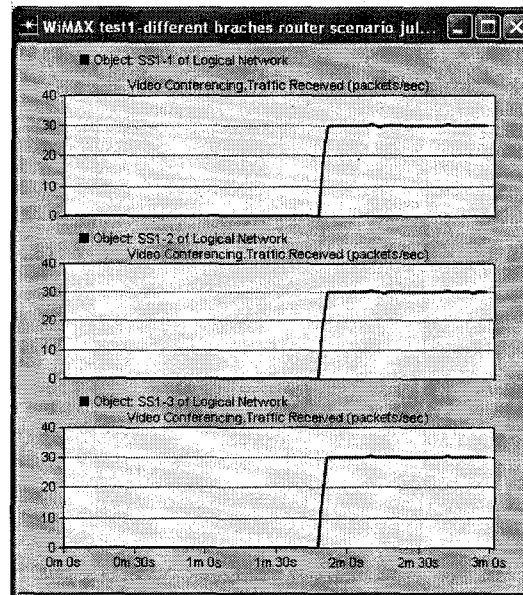 WiMAX test1-different braches router scenario jul...
Object: SS1-1 of Logical Network
Video Conferencing.Traffic Received (packets/sec)
40
30
20
10
0
Object: SS1-2 of Logical Network
Video Conferencing.Traffic Received (packets/sec)
40
30
20
10
0
Object: SS1-3 of Logical Network
Video Conferencing.Traffic Received (packets/sec)
40
30
20
10
0
0m 0s 0m 30s 1m 0s 1m 30s 2m 0s 2m 30s 3m 0s